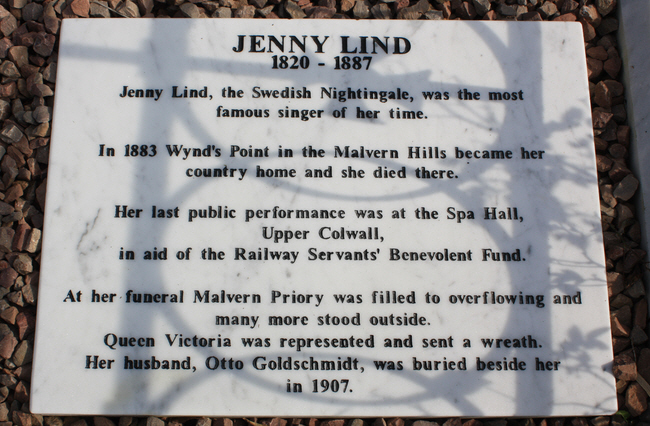 JENNY LIND
1820 - 1887
Jenny Lind, the Swedish Nightingale, was the most
famous singer of her time.
In 1883 Wynd's Point in the Malvern Hills became her
country home and she died there.
Her last public performance was at the Spa Hall,
Upper Colwall,
in aid of the Railway Servants' Benevolent Fund.
At her funeral Malvern Priory was filled to overflowing and
many more stood outside.
Queen Victoria was represented and sent a wreath.
Her husband, Otto Goldschmidt, was buried beside her
in 1907.